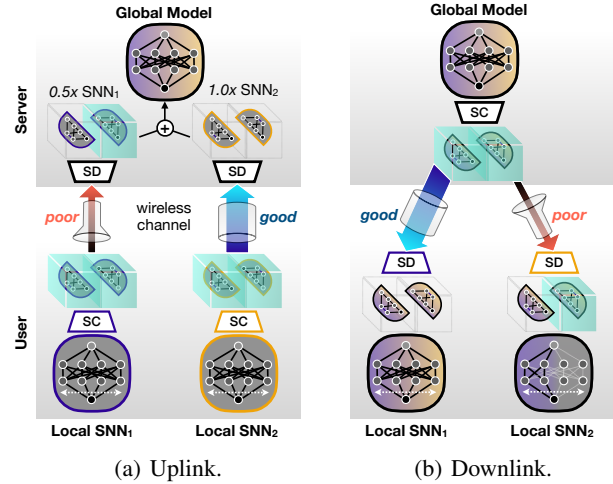 Global Model
0.5x SNN₁
1.0x SNN₂
Server
SD
SD
poor
wireless
channel
good
SC
SC
User
Local SNN₁
Local SNN₂
(a) Uplink.
Global Model
SC
good
poor
SD
SD
Local SNN₁
Local SNN₂
(b) Downlink.